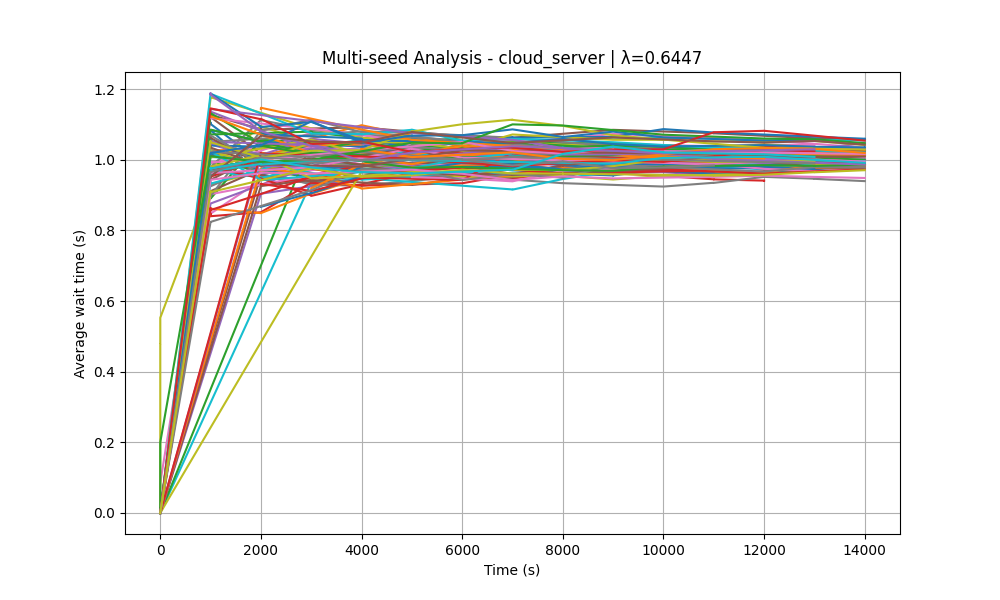 Multi-seed Analysis - cloud_server | λ=0.6447
1.2
1.0
0.8
0.6
0.4
0.2
0.0
Average wait time (s)
0 2000 4000 6000 8000 10000 12000 14000
Time (s)